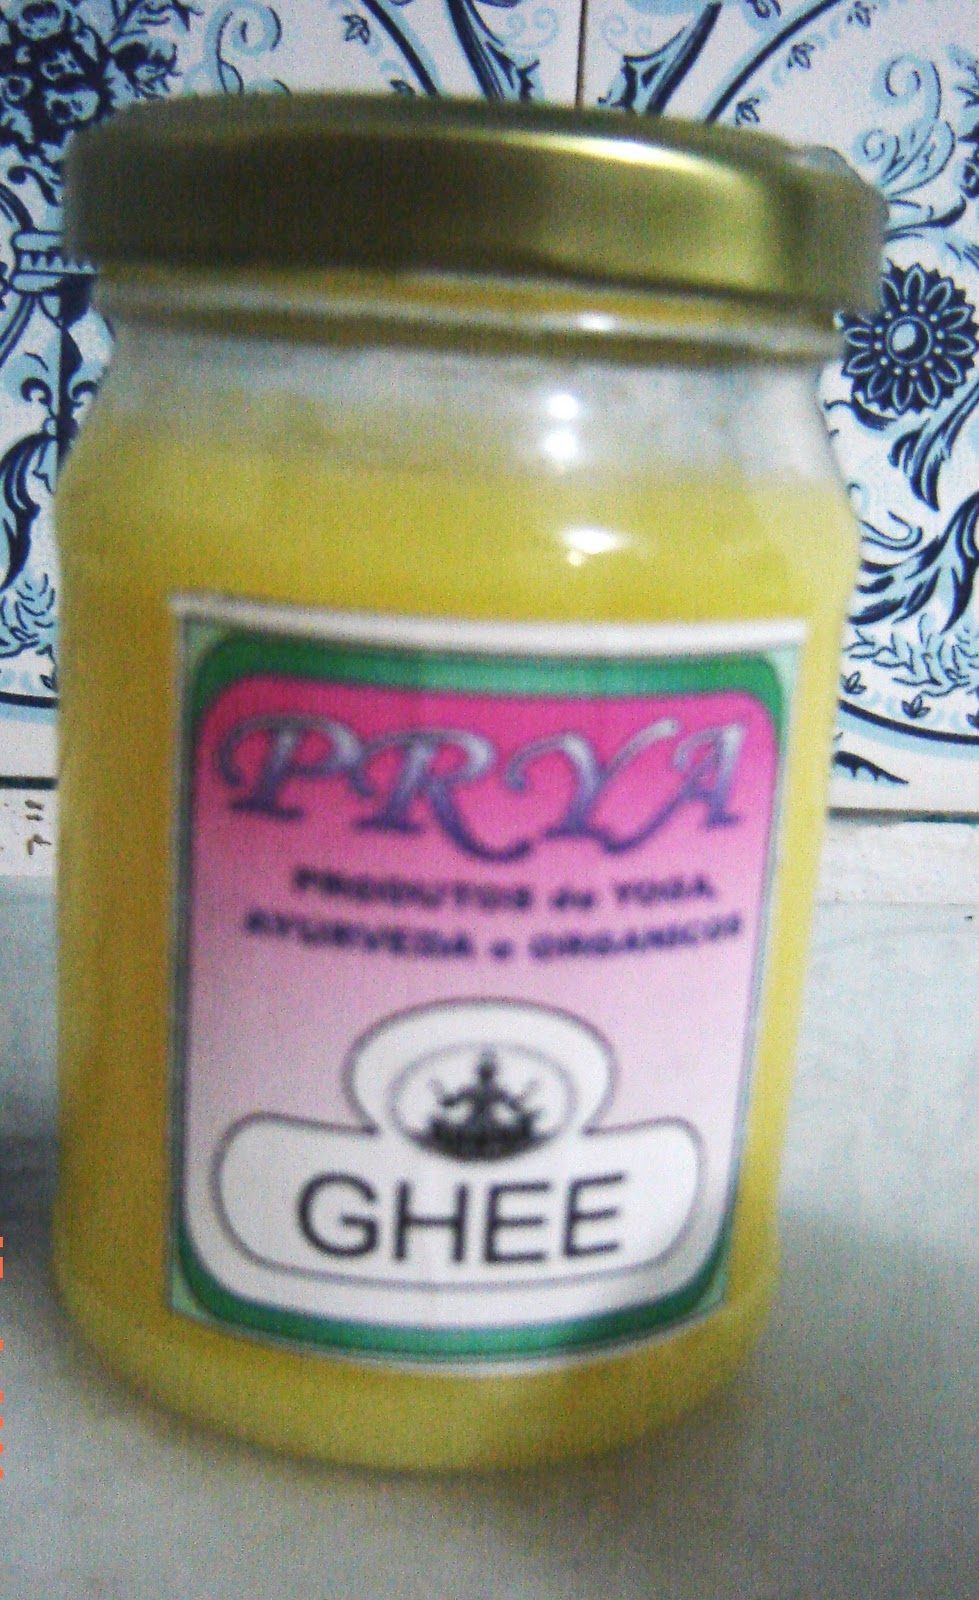 PRYA
PRODUTOS de YOGA,
AYURVEDA e ORGANICOS
GHEE